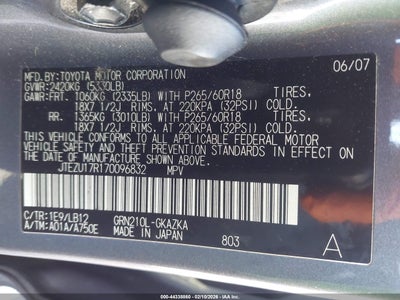 06/07
MFD.BY:TOYOTA MOTOR CORPORATION
GVWR:2420KG (5330LB)
GAWR:FRT. 1060KG (2335LB) WITH P265/60R18 TIRES,
18X7 1/2J RIMS, AT 220KPA (32PSI) COLD.
RR. 1365KG (3010LB) WITH P265/60R18 TIRES,
18X7 1/2J RIMS, AT 220KPA (32PSI) COLD.
THIS VEHICLE CONFORMS TO ALL APPLICABLE FEDERAL MOTOR
VEHICLE SAFETY AND THEFT PREVENTION STANDARDS IN
EFFECT ON THE DATE OF MANUFACTURE SHOWN ABOVE.
JTEZU17R170096832 MPV
C/TR:1E9/LB12 GRN210L-GKAZKA
A/TM:A01A/A750E MADE IN JAPAN 803 A
000-44338080 - 02/10/2026 - IAA